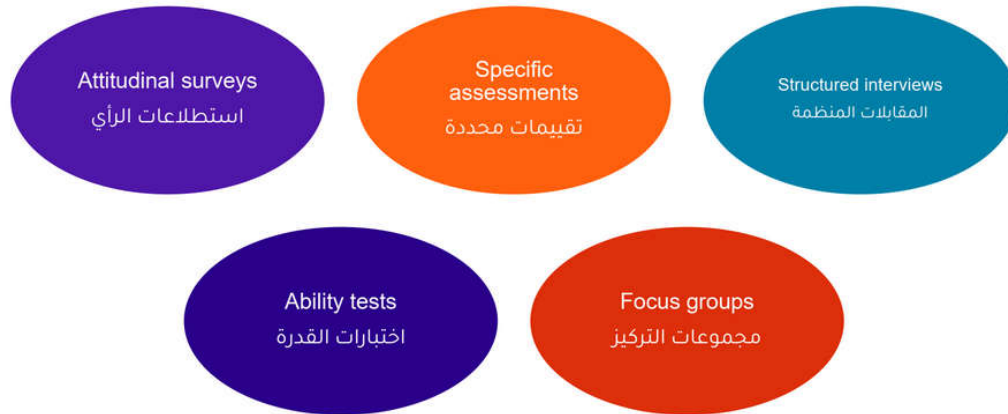 Attitudinal surveys
استطلاعات الرأي
Specific
assessments
تقييمات محددة
Structured interviews
المقابلات المنظمة
Ability tests
اختبارات القدرة
Focus groups
مجموعات التركيز